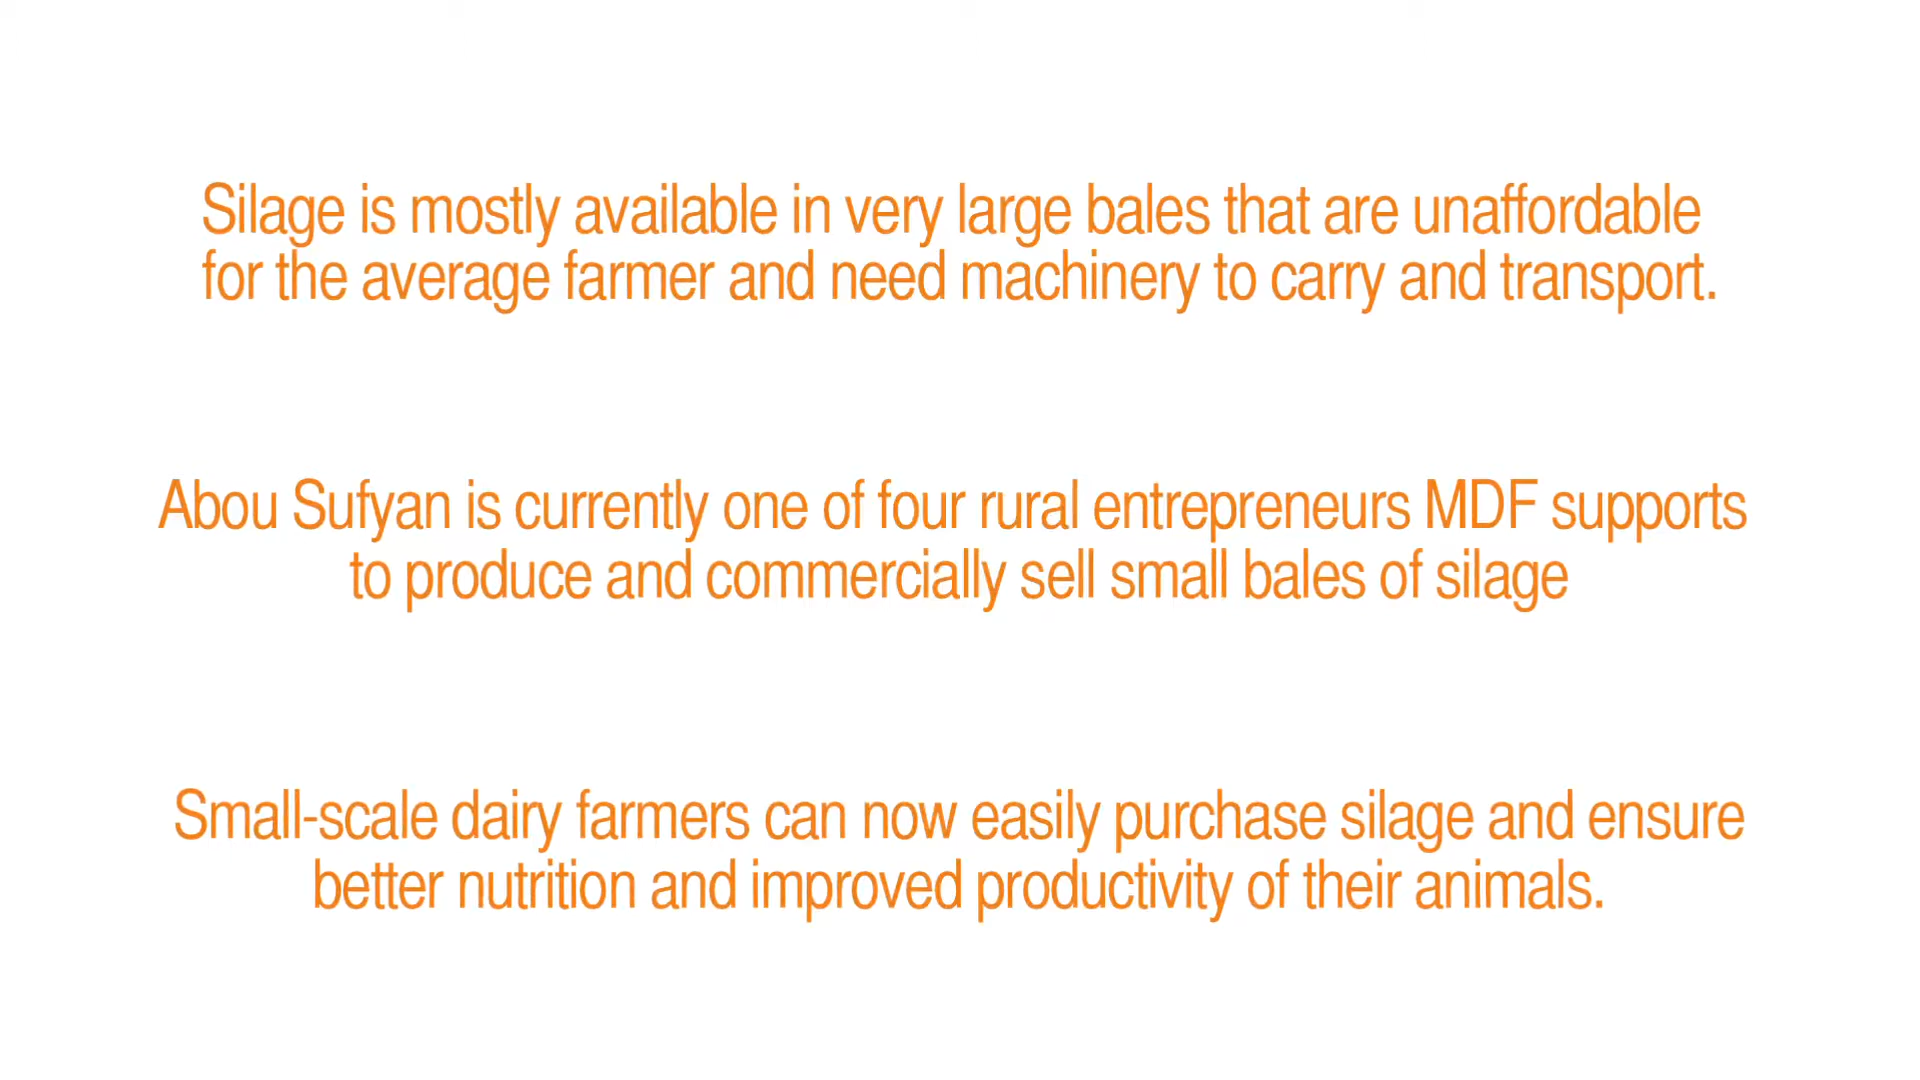 Silage is mostly available in very large bales that are unaffordable
for the average farmer and need machinery to carry and transport.
Abou Sufyan is currently one of four rural entrepreneurs MDF supports
to produce and commercially sell small bales of silage
Small-scale dairy farmers can now easily purchase silage and ensure
better nutrition and improved productivity of their animals.